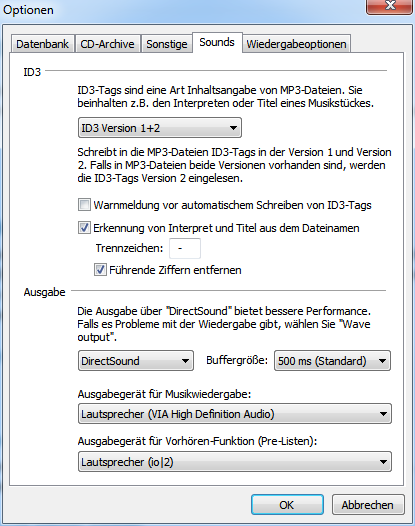 Optionen
Datenbank CD-Archive Sonstige Sounds Wiedergabeoptionen
ID3
ID3-Tags sind eine Art Inhaltsangabe von MP3-Dateien. Sie
beinhalten z.B. den Interpreten oder Titel eines Musikstückes.
ID3 Version 1+2
Schreibt in die MP3-Dateien ID3-Tags in der Version 1 und Version
2. Falls in MP3-Dateien beide Versionen vorhanden sind, werden
die ID3-Tags Version 2 eingelesen.
Warnmeldung vor automatischem Schreiben von ID3-Tags
Erkennung von Interpret und Titel aus dem Dateinamen
Trennzeichen: -
Führende Ziffern entfernen
Ausgabe
Die Ausgabe über "DirectSound" bietet bessere Performance.
Falls es Probleme mit der Wiedergabe gibt, wählen Sie "Wave
output".
DirectSound Buffergröße: 500 ms (Standard)
Ausgabegerät für Musikwiedergabe:
Lautsprecher (VIA High Definition Audio)
Ausgabegerät für Vorhören-Funktion (Pre-Listen):
Lautsprecher (io|2)
OK Abbrechen